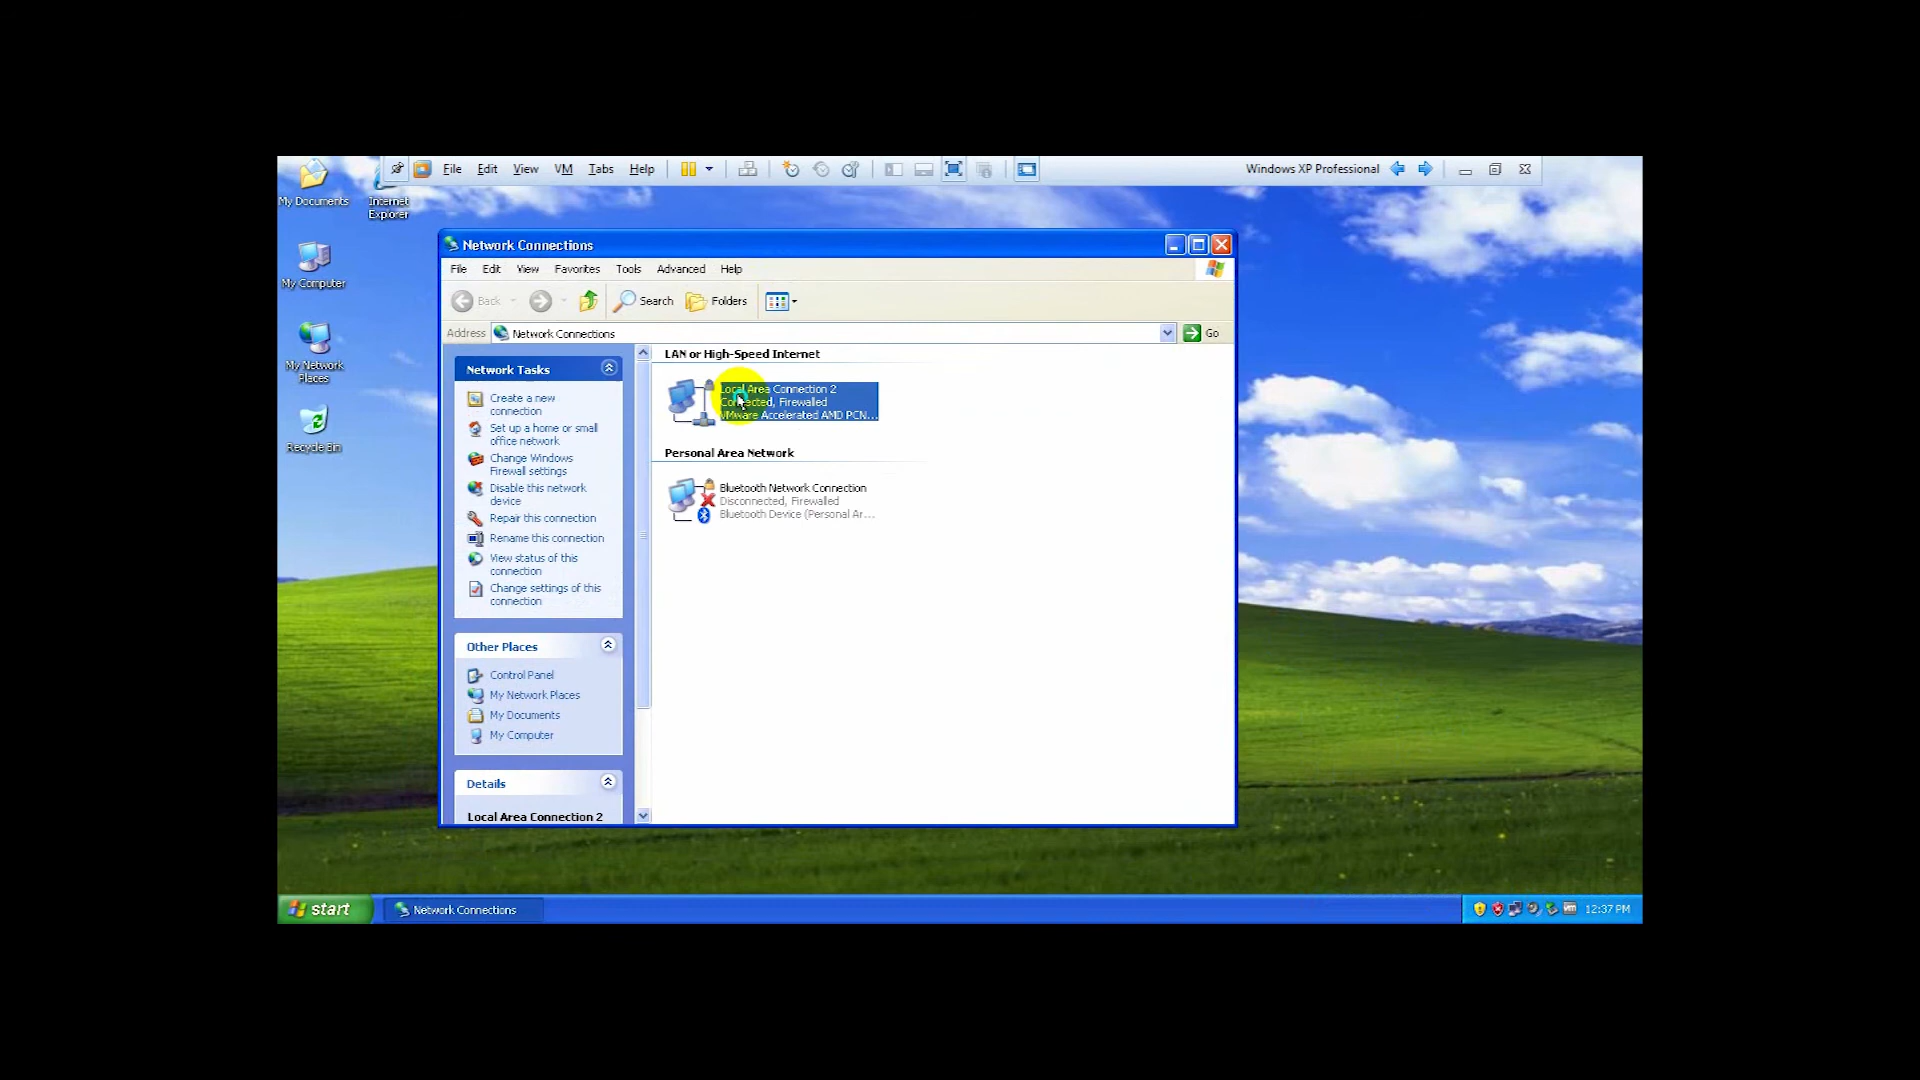 File Edit View VM Tabs Help
Windows XP Professional
My Documents
Internet
Explorer
My Computer
My Network
Places
Recycle Bin
Network Connections
File Edit View Favorites Tools Advanced Help
Back
Search
Folders
Address
Network Connections
Go
Network Tasks
Create a new
connection
Set up a home or small
office network
Change Windows
Firewall settings
Disable this network
device
Repair this connection
Rename this connection
View status of this
connection
Change settings of this
connection
Other Places
Control Panel
My Network Places
My Documents
My Computer
Details
Local Area Connection 2
LAN or High-Speed Internet
Local Area Connection 2
Connected, Firewalled
VMware Accelerated AMD PCN...
Personal Area Network
Bluetooth Network Connection
Disconnected, Firewalled
Bluetooth Device (Personal Ar...
start
Network Connections
12:37 PM